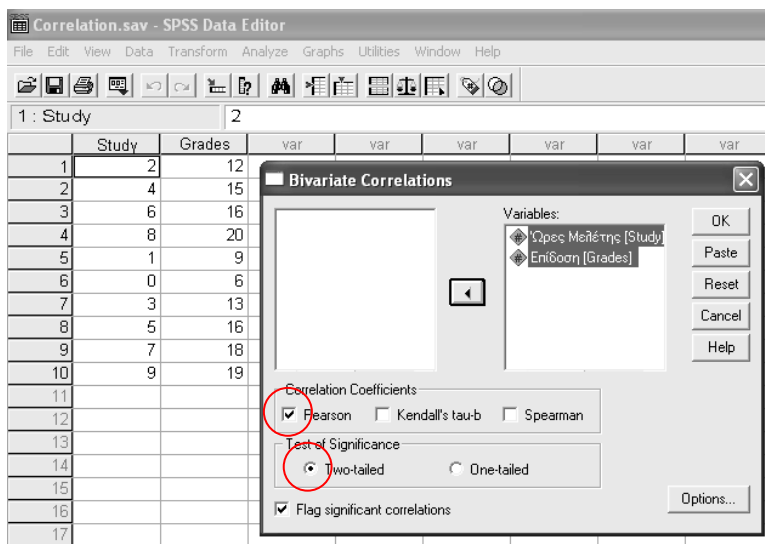 Correlation.sav - SPSS Data Editor
File Edit View Data Transform Analyze Graphs Utilities Window Help
1 : Study 2
Study Grades var var var var var var
1 2 12
2 4 15
3 6 16
4 8 20
5 1 9
6 0 6
7 3 13
8 5 16
9 7 18
10 9 19
11
12
13
14
15
16
17
Bivariate Correlations
Variables:
Ώρες Μελέτης [Study]
Επίδοση [Grades]
OK
Paste
Reset
Cancel
Help
Correlation Coefficients
Pearson Kendall's tau-b Spearman
Test of Significance
Two-tailed One-tailed
Flag significant correlations
Options...